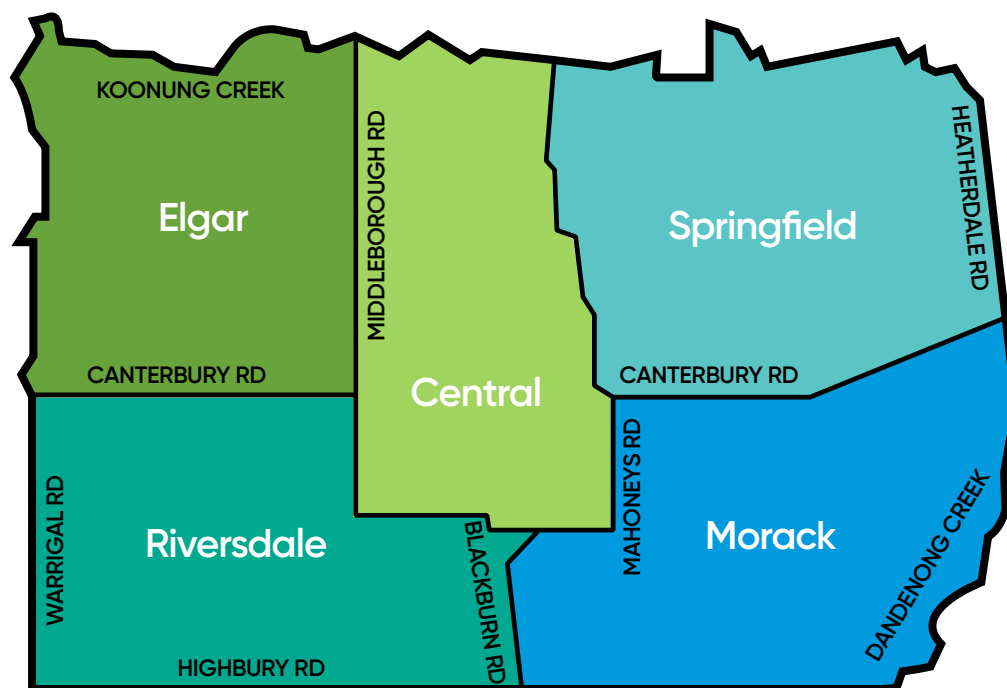 KOONUNG CREEK
MIDDLEBOROUGH RD
HEATHERDALE RD
Elgar
Springfield
CANTERBURY RD
Central
CANTERBURY RD
WARRIGAL RD
Riversdale
BLACKBURN RD
MAHONEYS RD
Morack
DANDENONG CREEK
HIGHBURY RD